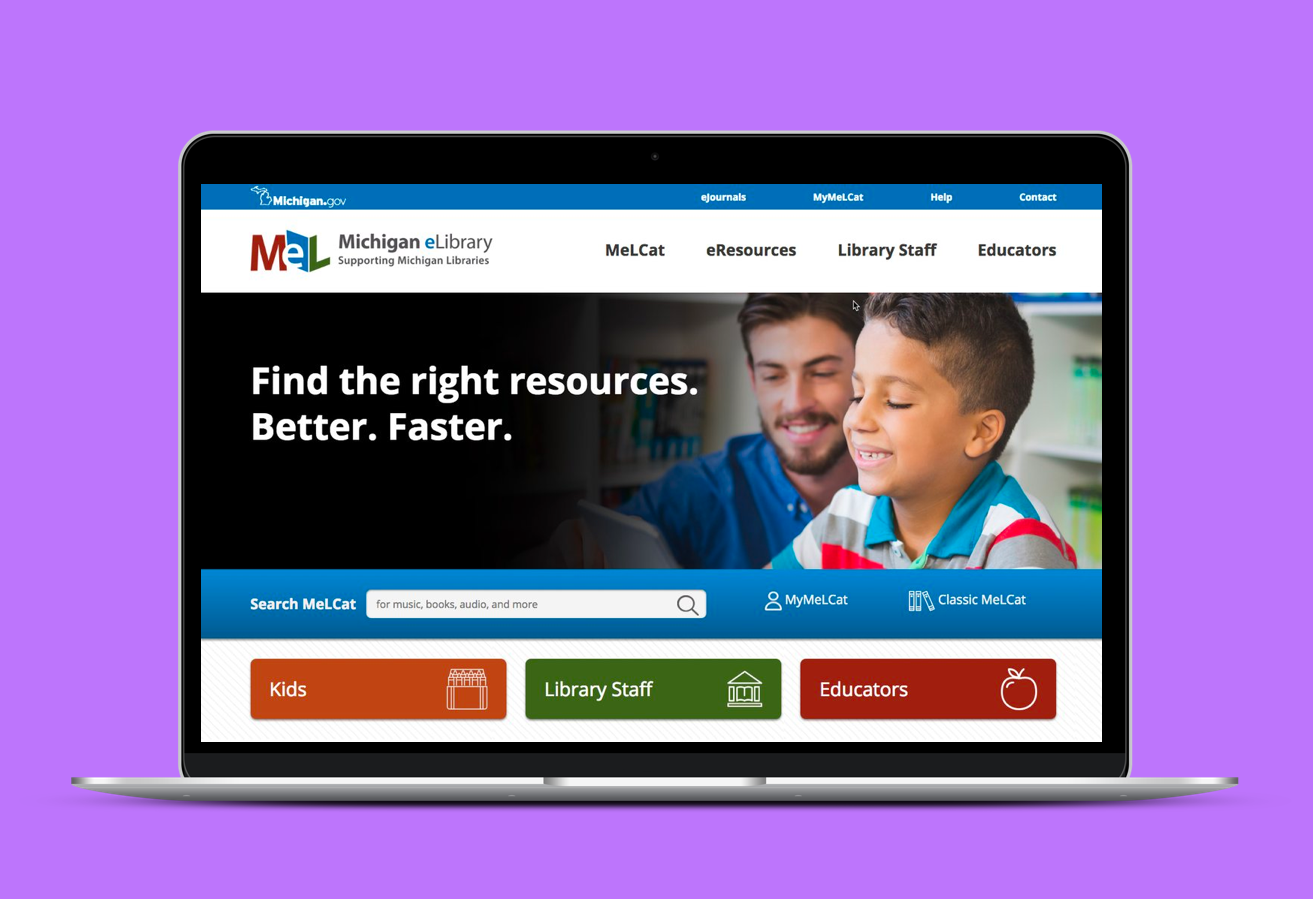 Michigan.gov
eJournals
MyMeLCat
Help
Contact
MeL
Michigan eLibrary
Supporting Michigan Libraries
MeLCat
eResources
Library Staff
Educators
Find the right resources.
Better. Faster.
Search MeLCat
for music, books, audio, and more
MyMeLCat
Classic MeLCat
Kids
Library Staff
Educators